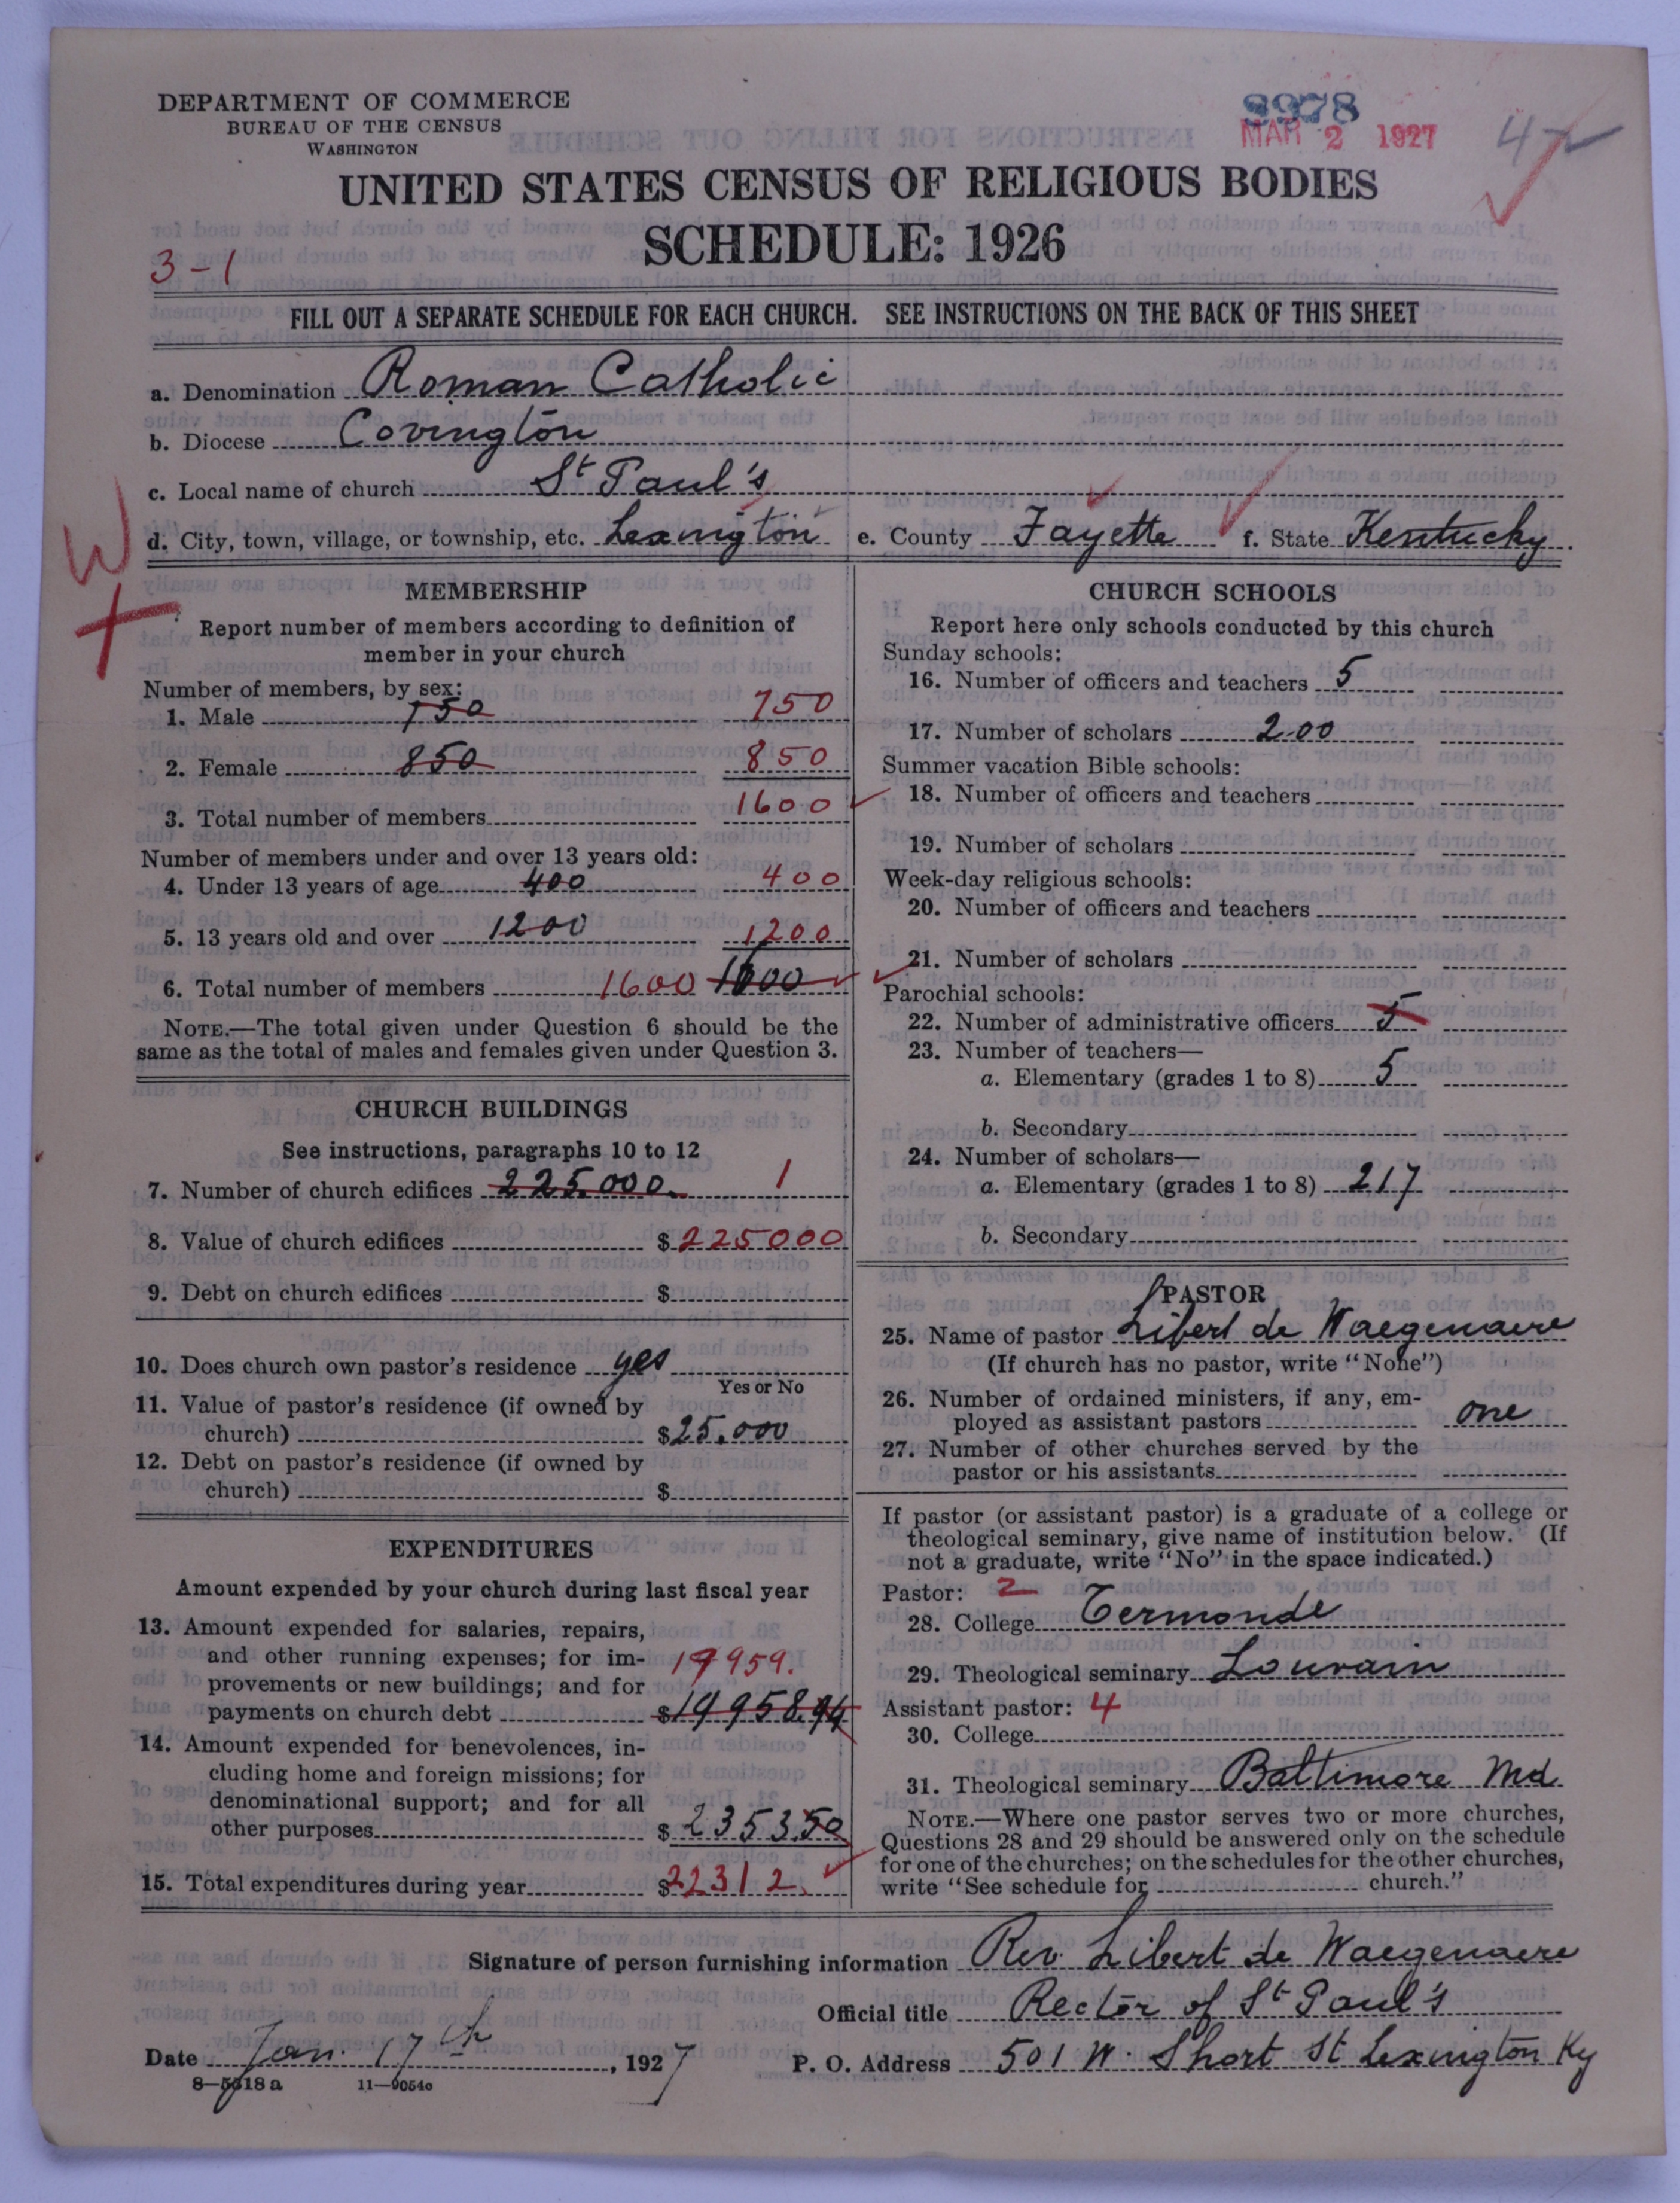 DEPARTMENT OF COMMERCE
BUREAU OF THE CENSUS
WASHINGTON
8978
MAR 2 1927
UNITED STATES CENSUS OF RELIGIOUS BODIES
SCHEDULE: 1926
3-1
FILL OUT A SEPARATE SCHEDULE FOR EACH CHURCH. SEE INSTRUCTIONS ON THE BACK OF THIS SHEET
a. Denomination Roman Catholic
b. Diocese Covington
c. Local name of church St Paul's
d. City, town, village, or township, etc. Lexington e. County Fayette f. State Kentucky
W
MEMBERSHIP
Report number of members according to definition of
member in your church
Number of members, by sex:
1. Male 750 750
2. Female 850 850
3. Total number of members 1600
Number of members under and over 13 years old:
4. Under 13 years of age 400 400
5. 13 years old and over 1200 1200
6. Total number of members 1600 1600
NOTE.—The total given under Question 6 should be the
same as the total of males and females given under Question 3.
CHURCH BUILDINGS
See instructions, paragraphs 10 to 12
7. Number of church edifices 225.000. 1
8. Value of church edifices $ 225000
9. Debt on church edifices $
10. Does church own pastor's residence yes
Yes or No
11. Value of pastor's residence (if owned by
church) $25.000
12. Debt on pastor's residence (if owned by
church) $
EXPENDITURES
Amount expended by your church during last fiscal year
13. Amount expended for salaries, repairs,
and other running expenses; for im-
provements or new buildings; and for
payments on church debt
19959.
$19958.94
14. Amount expended for benevolences, in-
cluding home and foreign missions; for
denominational support; and for all
other purposes $ 2353.50
15. Total expenditures during year $22312.
CHURCH SCHOOLS
Report here only schools conducted by this church
Sunday schools:
16. Number of officers and teachers 5
17. Number of scholars 200
Summer vacation Bible schools:
18. Number of officers and teachers
19. Number of scholars
Week-day religious schools:
20. Number of officers and teachers
21. Number of scholars
Parochial schools:
22. Number of administrative officers 5
23. Number of teachers—
a. Elementary (grades 1 to 8) 5
b. Secondary
24. Number of scholars—
a. Elementary (grades 1 to 8) 217
b. Secondary
PASTOR
25. Name of pastor Libert de Waegenaere
(If church has no pastor, write "None")
26. Number of ordained ministers, if any, em-
ployed as assistant pastors one
27. Number of other churches served by the
pastor or his assistants
If pastor (or assistant pastor) is a graduate of a college or
theological seminary, give name of institution below. (If
not a graduate, write "No" in the space indicated.)
Pastor: 2
28. College Termonde
29. Theological seminary Louvain
Assistant pastor: 4
30. College
31. Theological seminary Baltimore Md.
NOTE.—Where one pastor serves two or more churches,
Questions 28 and 29 should be answered only on the schedule
for one of the churches; on the schedules for the other churches,
write "See schedule for church."
Signature of person furnishing information Rev. Libert de Waegenaere
Official title Rector of St Paul's
Date Jan. 17th, 1927 P. O. Address 501 W. Short St Lexington Ky
8—5618a 11—9054o